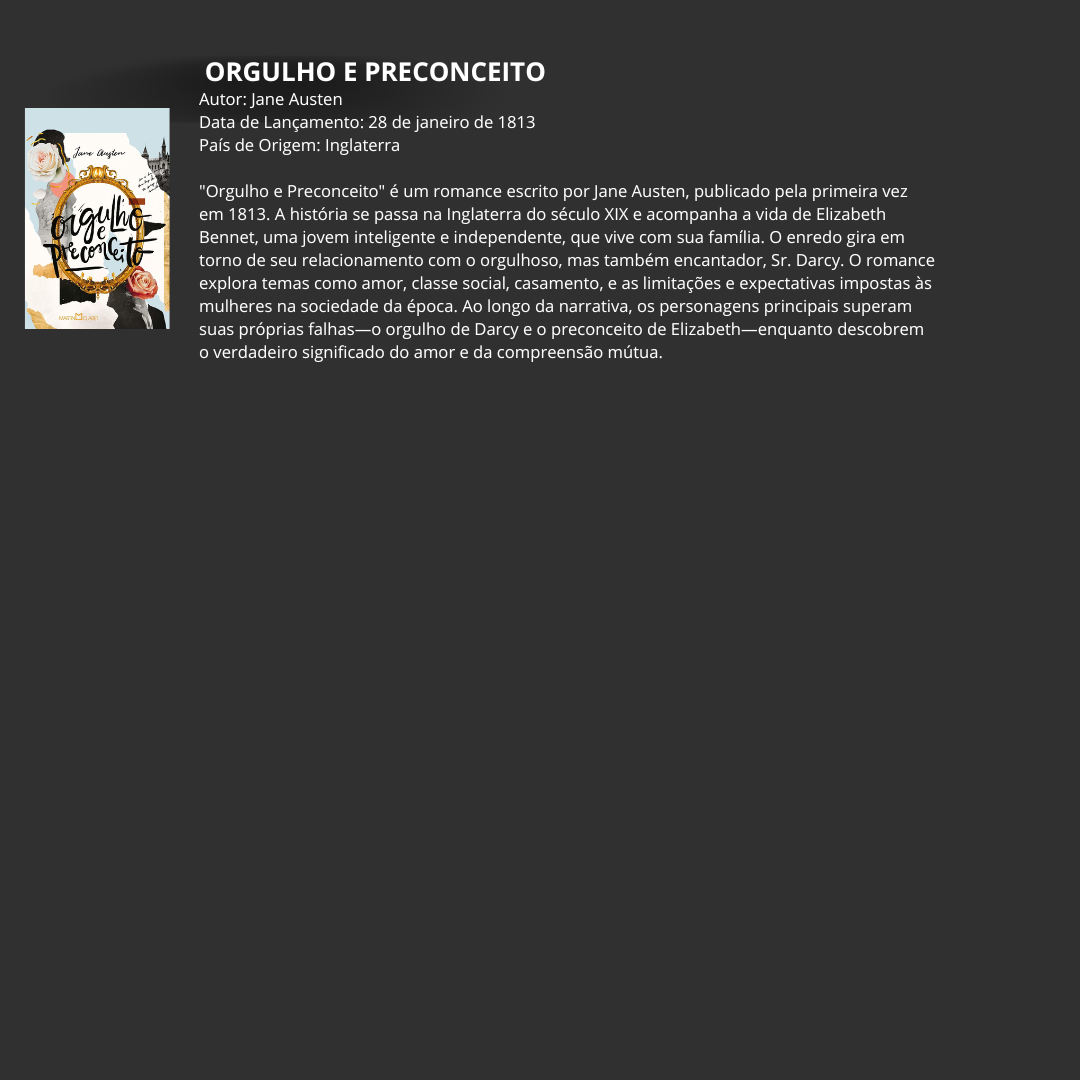 ORGULHO E PRECONCEITO
Autor: Jane Austen
Data de Lançamento: 28 de janeiro de 1813
País de Origem: Inglaterra
"Orgulho e Preconceito" é um romance escrito por Jane Austen, publicado pela primeira vez
em 1813. A história se passa na Inglaterra do século XIX e acompanha a vida de Elizabeth
Bennet, uma jovem inteligente e independente, que vive com sua família. O enredo gira em
torno de seu relacionamento com o orgulhoso, mas também encantador, Sr. Darcy. O romance
explora temas como amor, classe social, casamento, e as limitações e expectativas impostas às
mulheres na sociedade da época. Ao longo da narrativa, os personagens principais superam
suas próprias falhas—o orgulho de Darcy e o preconceito de Elizabeth—enquanto descobrem
o verdadeiro significado do amor e da compreensão mútua.
Jane Austen
orgulho
e
preconceito
MARTIN CLARET